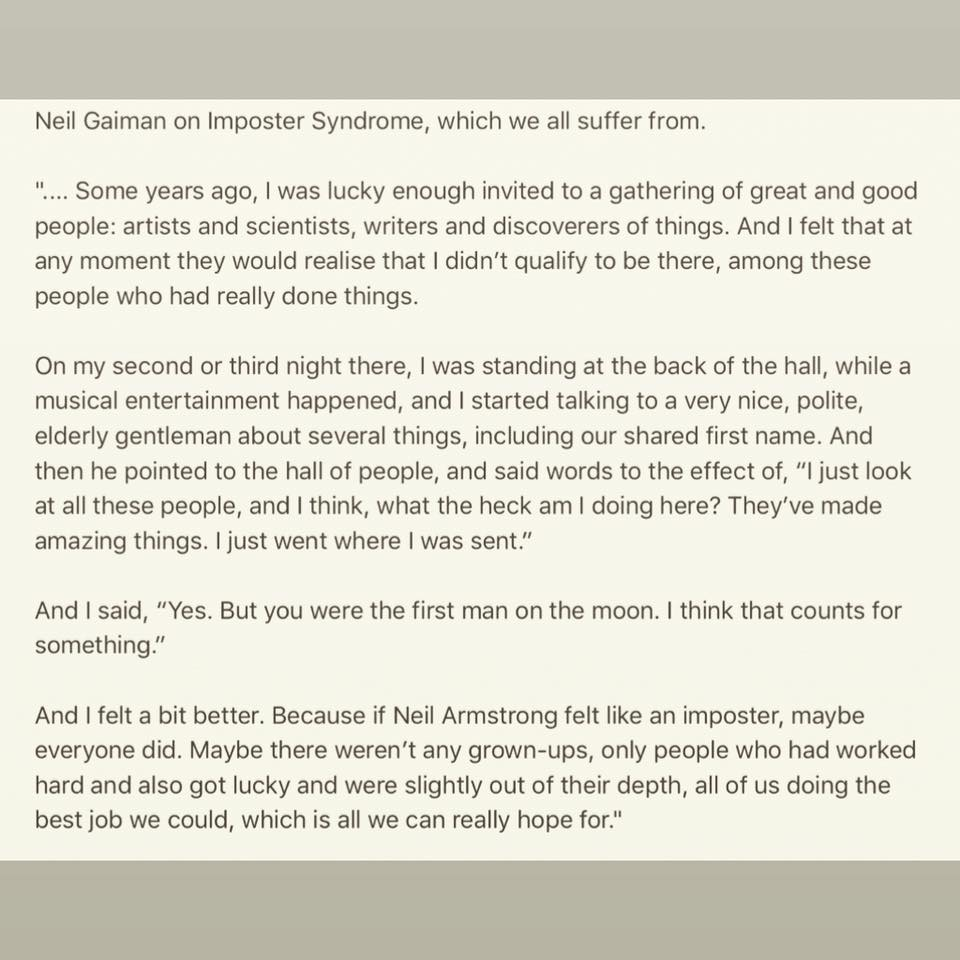 Neil Gaiman on Imposter Syndrome, which we all suffer from.
".... Some years ago, I was lucky enough invited to a gathering of great and good
people: artists and scientists, writers and discoverers of things. And I felt that at
any moment they would realise that I didn’t qualify to be there, among these
people who had really done things.
On my second or third night there, I was standing at the back of the hall, while a
musical entertainment happened, and I started talking to a very nice, polite,
elderly gentleman about several things, including our shared first name. And
then he pointed to the hall of people, and said words to the effect of, “I just look
at all these people, and I think, what the heck am I doing here? They’ve made
amazing things. I just went where I was sent.”
And I said, “Yes. But you were the first man on the moon. I think that counts for
something.”
And I felt a bit better. Because if Neil Armstrong felt like an imposter, maybe
everyone did. Maybe there weren’t any grown-ups, only people who had worked
hard and also got lucky and were slightly out of their depth, all of us doing the
best job we could, which is all we can really hope for."